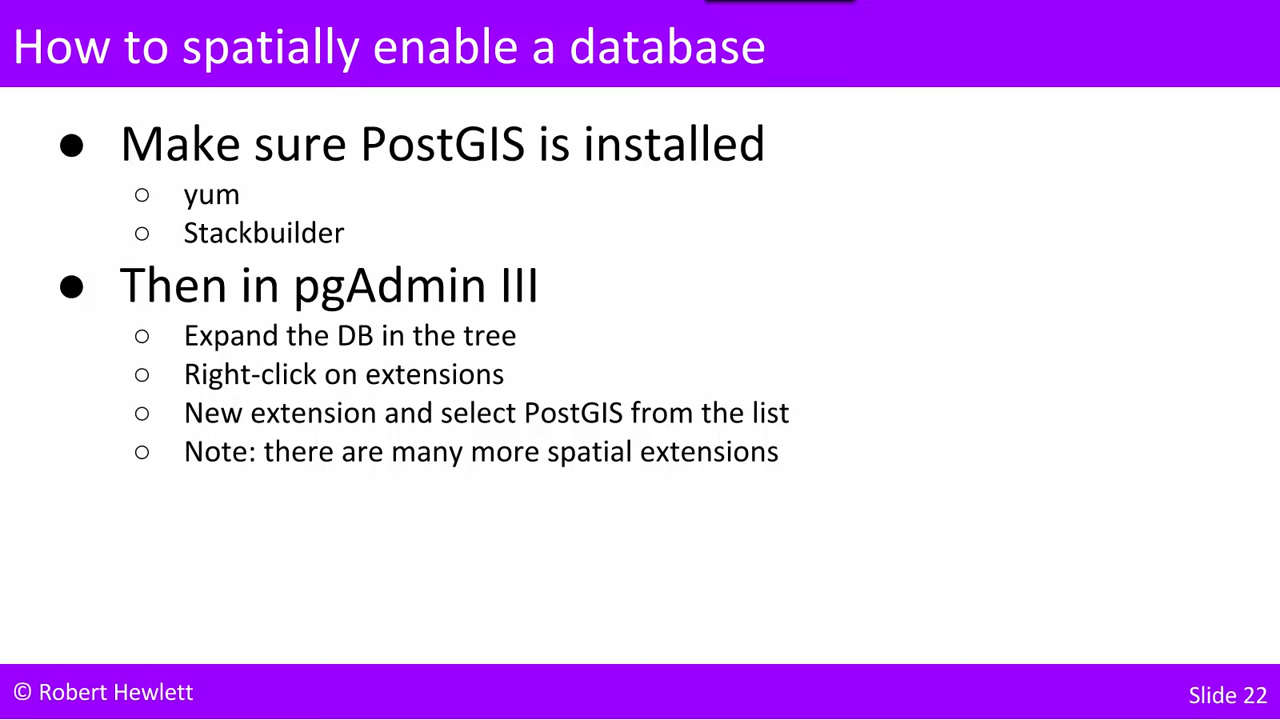 How to spatially enable a database
● Make sure PostGIS is installed
○ yum
○ Stackbuilder
● Then in pgAdmin III
○ Expand the DB in the tree
○ Right-click on extensions
○ New extension and select PostGIS from the list
○ Note: there are many more spatial extensions
© Robert Hewlett
Slide 22